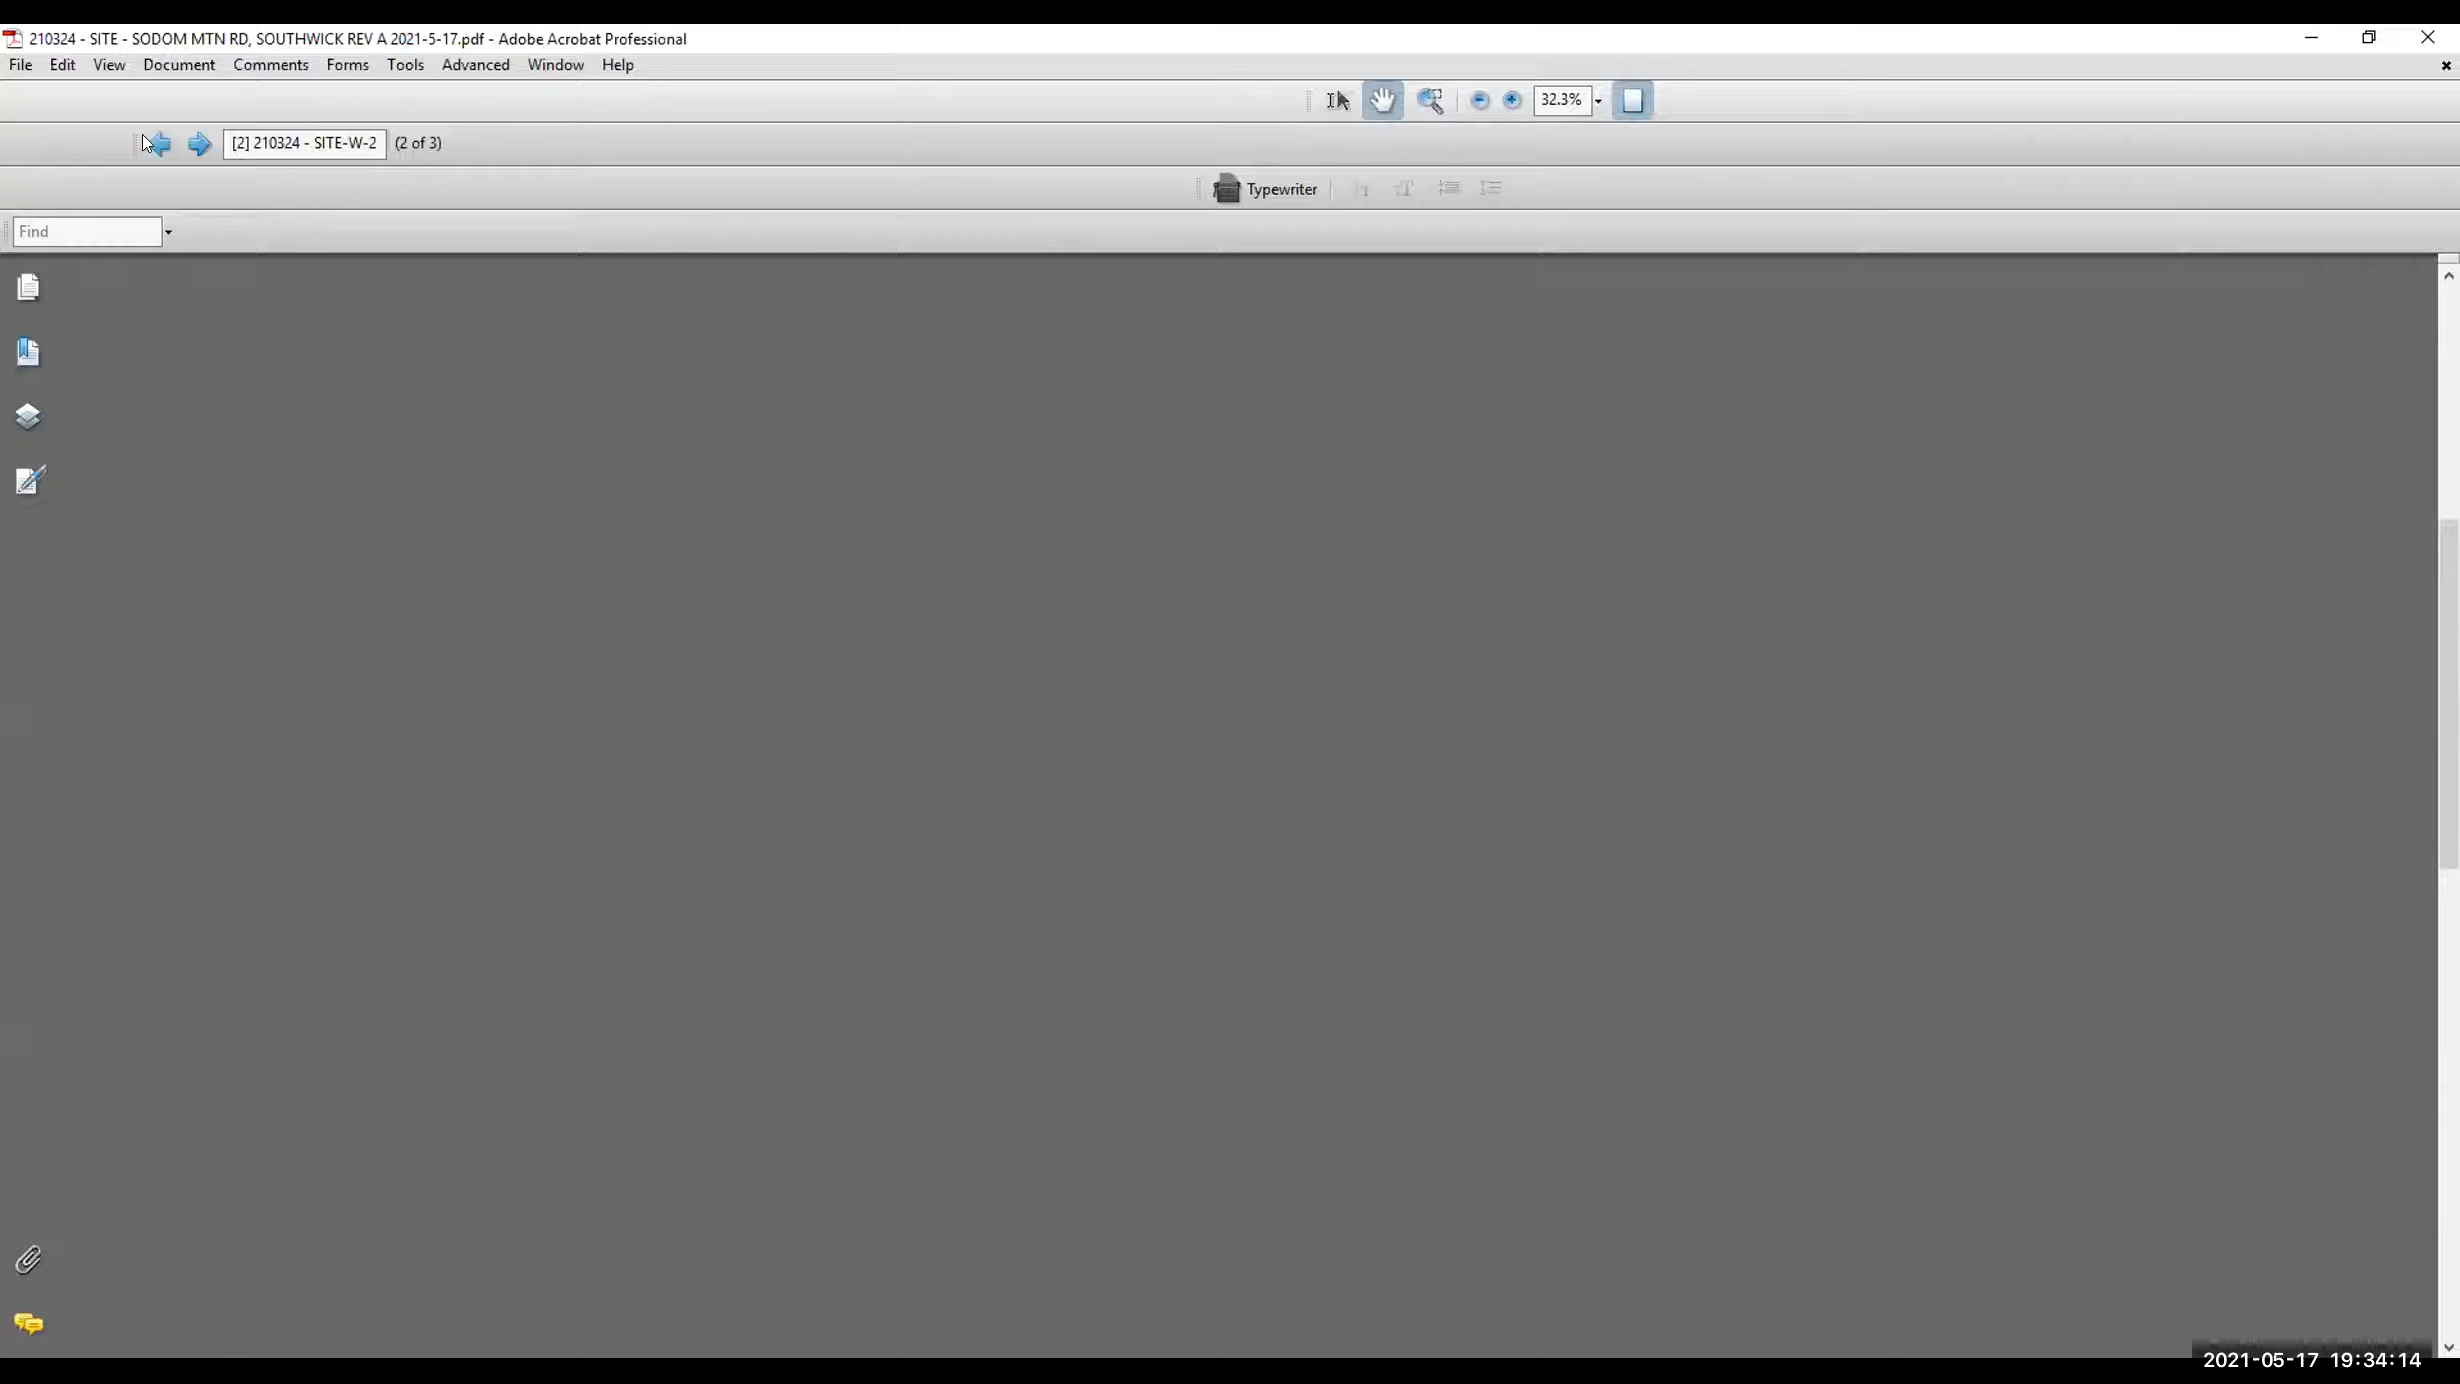 210324 - SITE - SODOM MTN RD, SOUTHWICK REV A 2021-5-17.pdf - Adobe Acrobat Professional
File Edit View Document Comments Forms Tools Advanced Window Help
32.3%
[2] 210324 - SITE-W-2 (2 of 3)
Typewriter
Find
2021-05-17 19:34:14